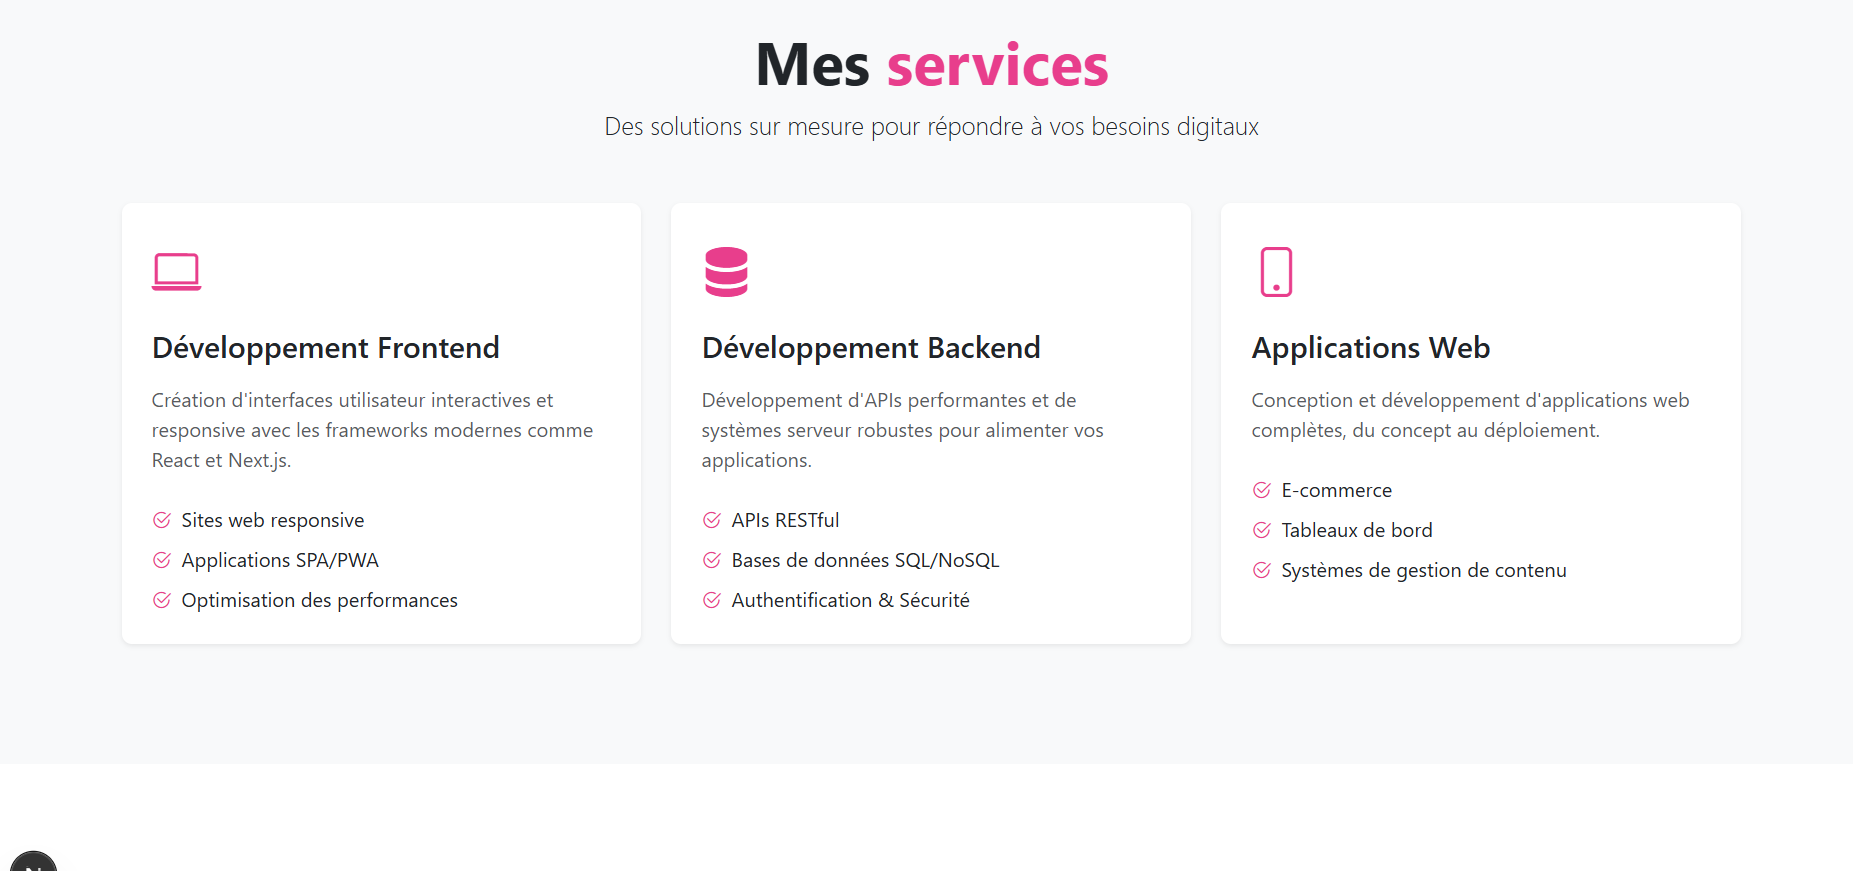 Mes services
Des solutions sur mesure pour répondre à vos besoins digitaux
Développement Frontend
Création d'interfaces utilisateur interactives et
responsive avec les frameworks modernes comme
React et Next.js.
Sites web responsive
Applications SPA/PWA
Optimisation des performances
Développement Backend
Développement d'APIs performantes et de
systèmes serveur robustes pour alimenter vos
applications.
APIs RESTful
Bases de données SQL/NoSQL
Authentification & Sécurité
Applications Web
Conception et développement d'applications web
complètes, du concept au déploiement.
E-commerce
Tableaux de bord
Systèmes de gestion de contenu